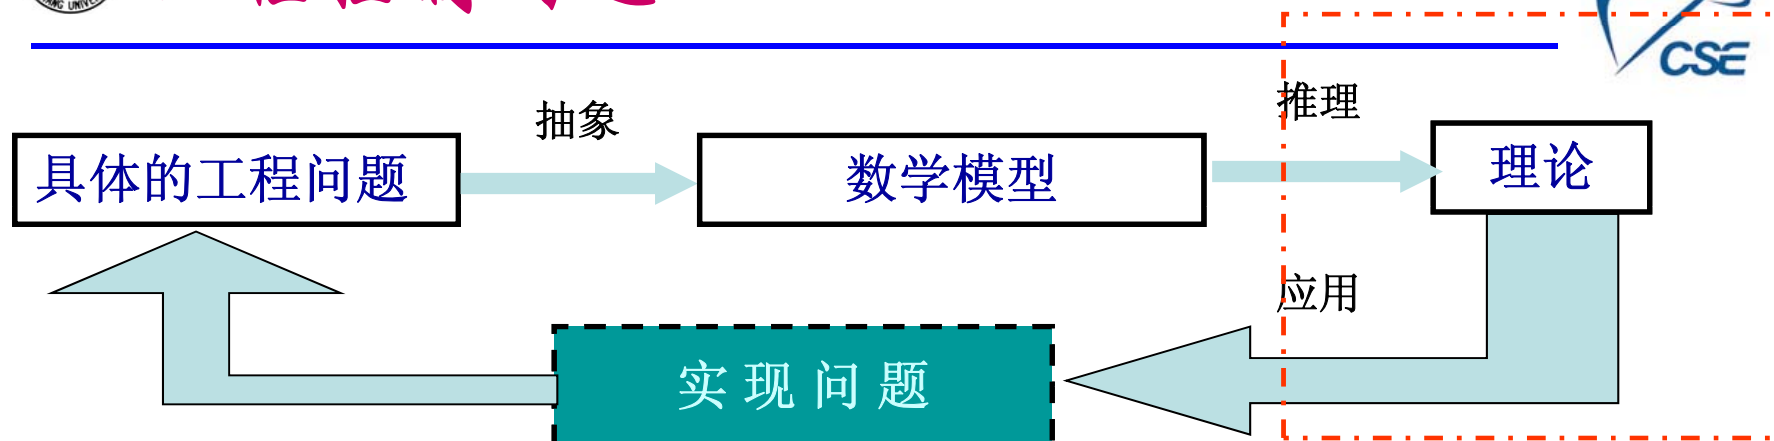 CSE
抽象
推理
具体的工程问题
数学模型
理论
应用
实现问题